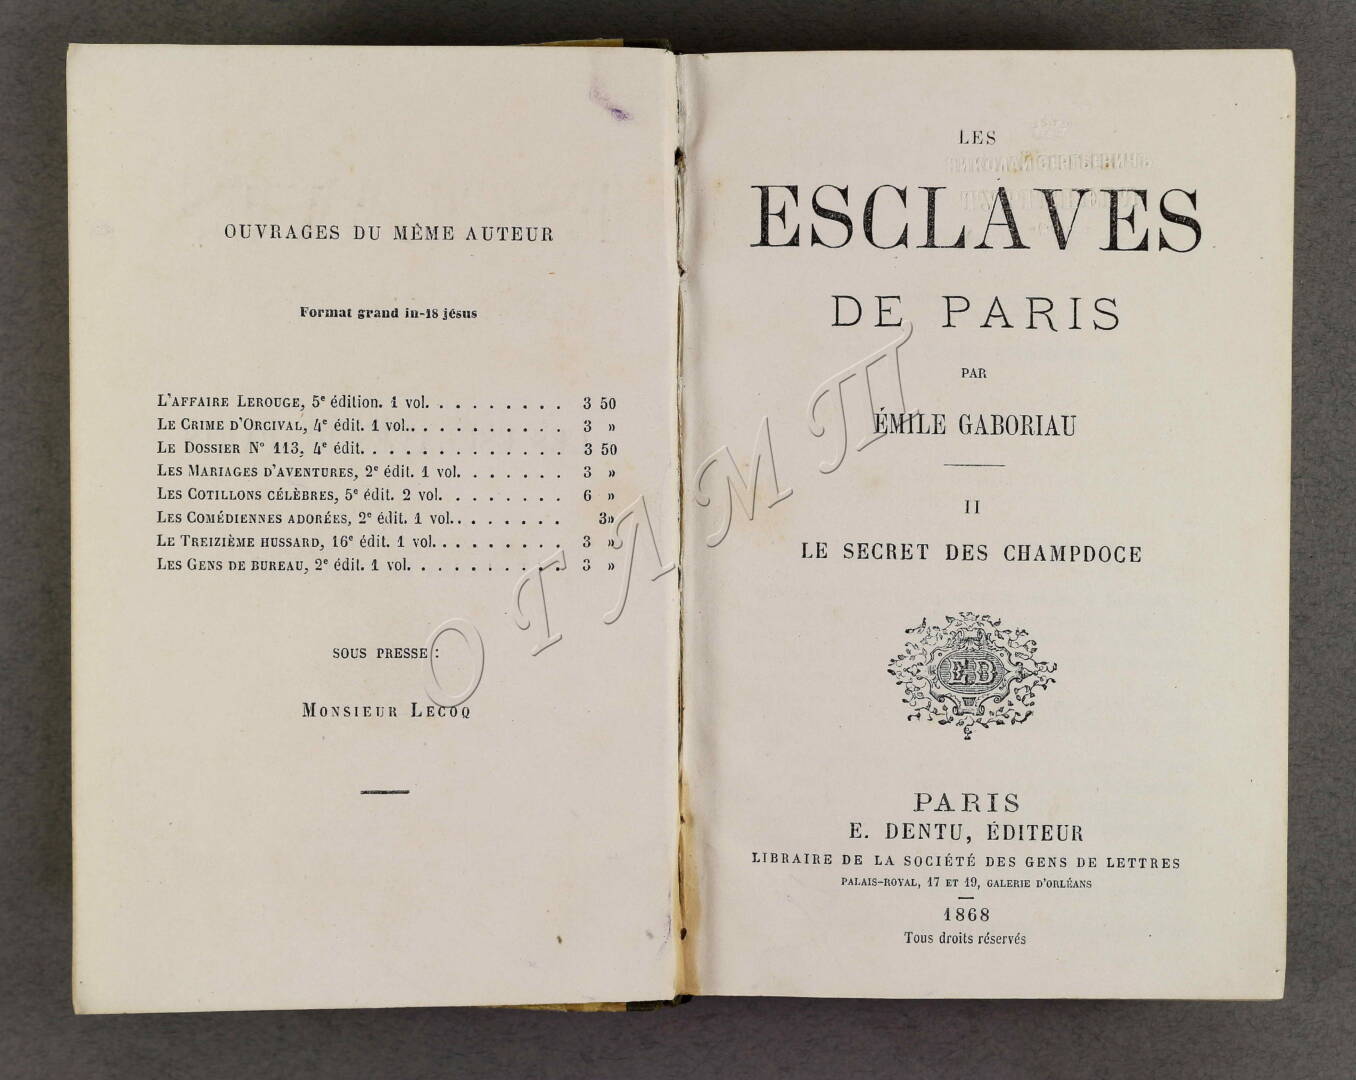 OUVRAGES DU MÊME AUTEUR
Format grand in-18 jésus
L'AFFAIRE LEROUGE, 5e édition. 1 vol. . . . . . . . . . 3 50
LE CRIME D'ORCIVAL, 4e édit. 1 vol. . . . . . . . . . . 3 »
LE DOSSIER No 113, 4e édit. . . . . . . . . . . . . . 3 50
LES MARIAGES D'AVENTURES, 2e édit. 1 vol. . . . . . . . 3 »
LES COTILLONS CÉLÈBRES, 5e édit. 2 vol. . . . . . . . . 6 »
LES COMÉDIENNES ADORÉES, 2e édit. 1 vol. . . . . . . . 3»
LE TREIZIÈME HUSSARD, 16e édit. 1 vol. . . . . . . . . . 3 »
LES GENS DE BUREAU, 2e édit. 1 vol. . . . . . . . . . . 3 »
SOUS PRESSE :
MONSIEUR LECOQ
LES
ESCLAVES
DE PARIS
PAR
ÉMILE GABORIAU
II
LE SECRET DES CHAMPDOCE
PARIS
E. DENTU, ÉDITEUR
LIBRAIRE DE LA SOCIÉTÉ DES GENS DE LETTRES
PALAIS-ROYAL, 17 ET 19, GALERIE D'ORLÉANS
1868
Tous droits réservés